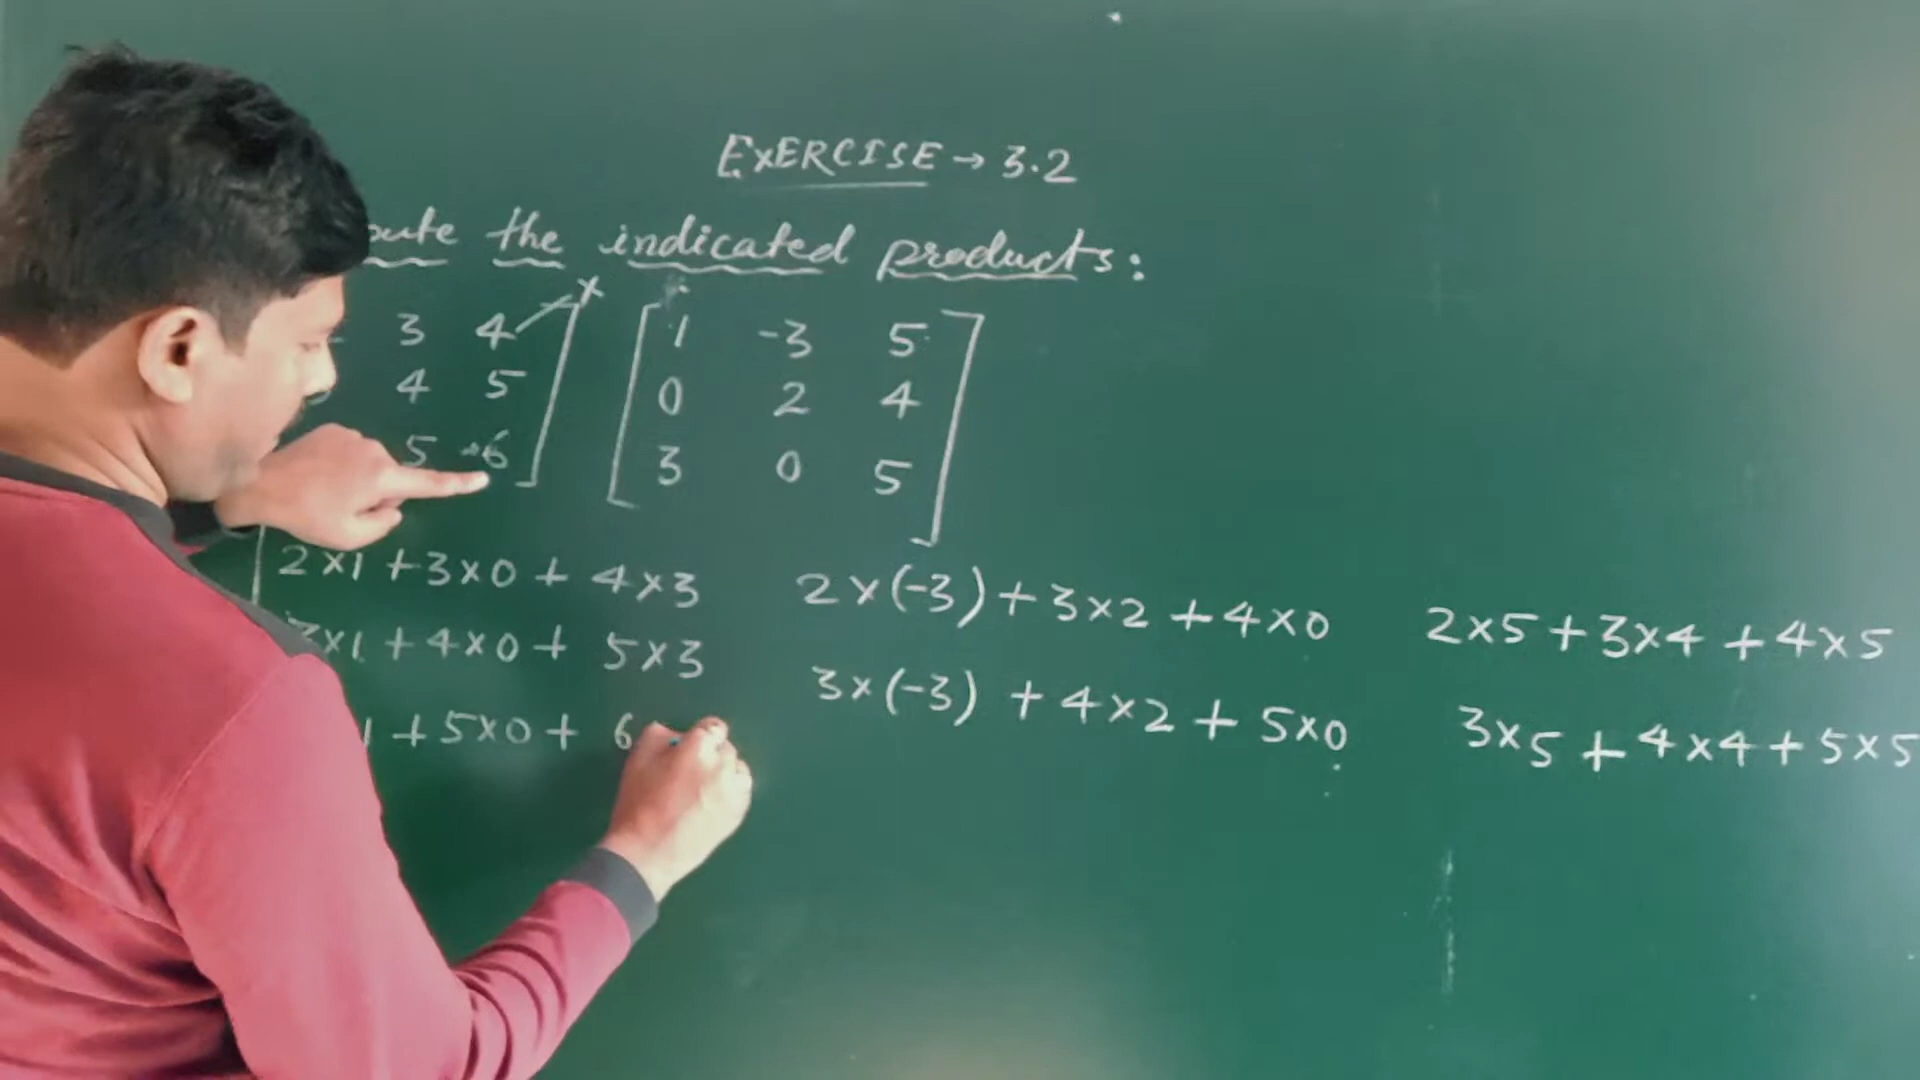 EXERCISE → 3.2
the indicated products:
3 4 × 1 -3 5
4 5 0 2 4
5 6 3 0 5
2×1 +3×0 + 4×3 2×(-3) + 3×2 + 4×0 2×5 + 3×4 + 4×5
3×1 + 4×0 + 5×3 3×(-3) + 4×2 + 5×0 3×5 + 4×4 + 5×5
1 + 5×0 + 6